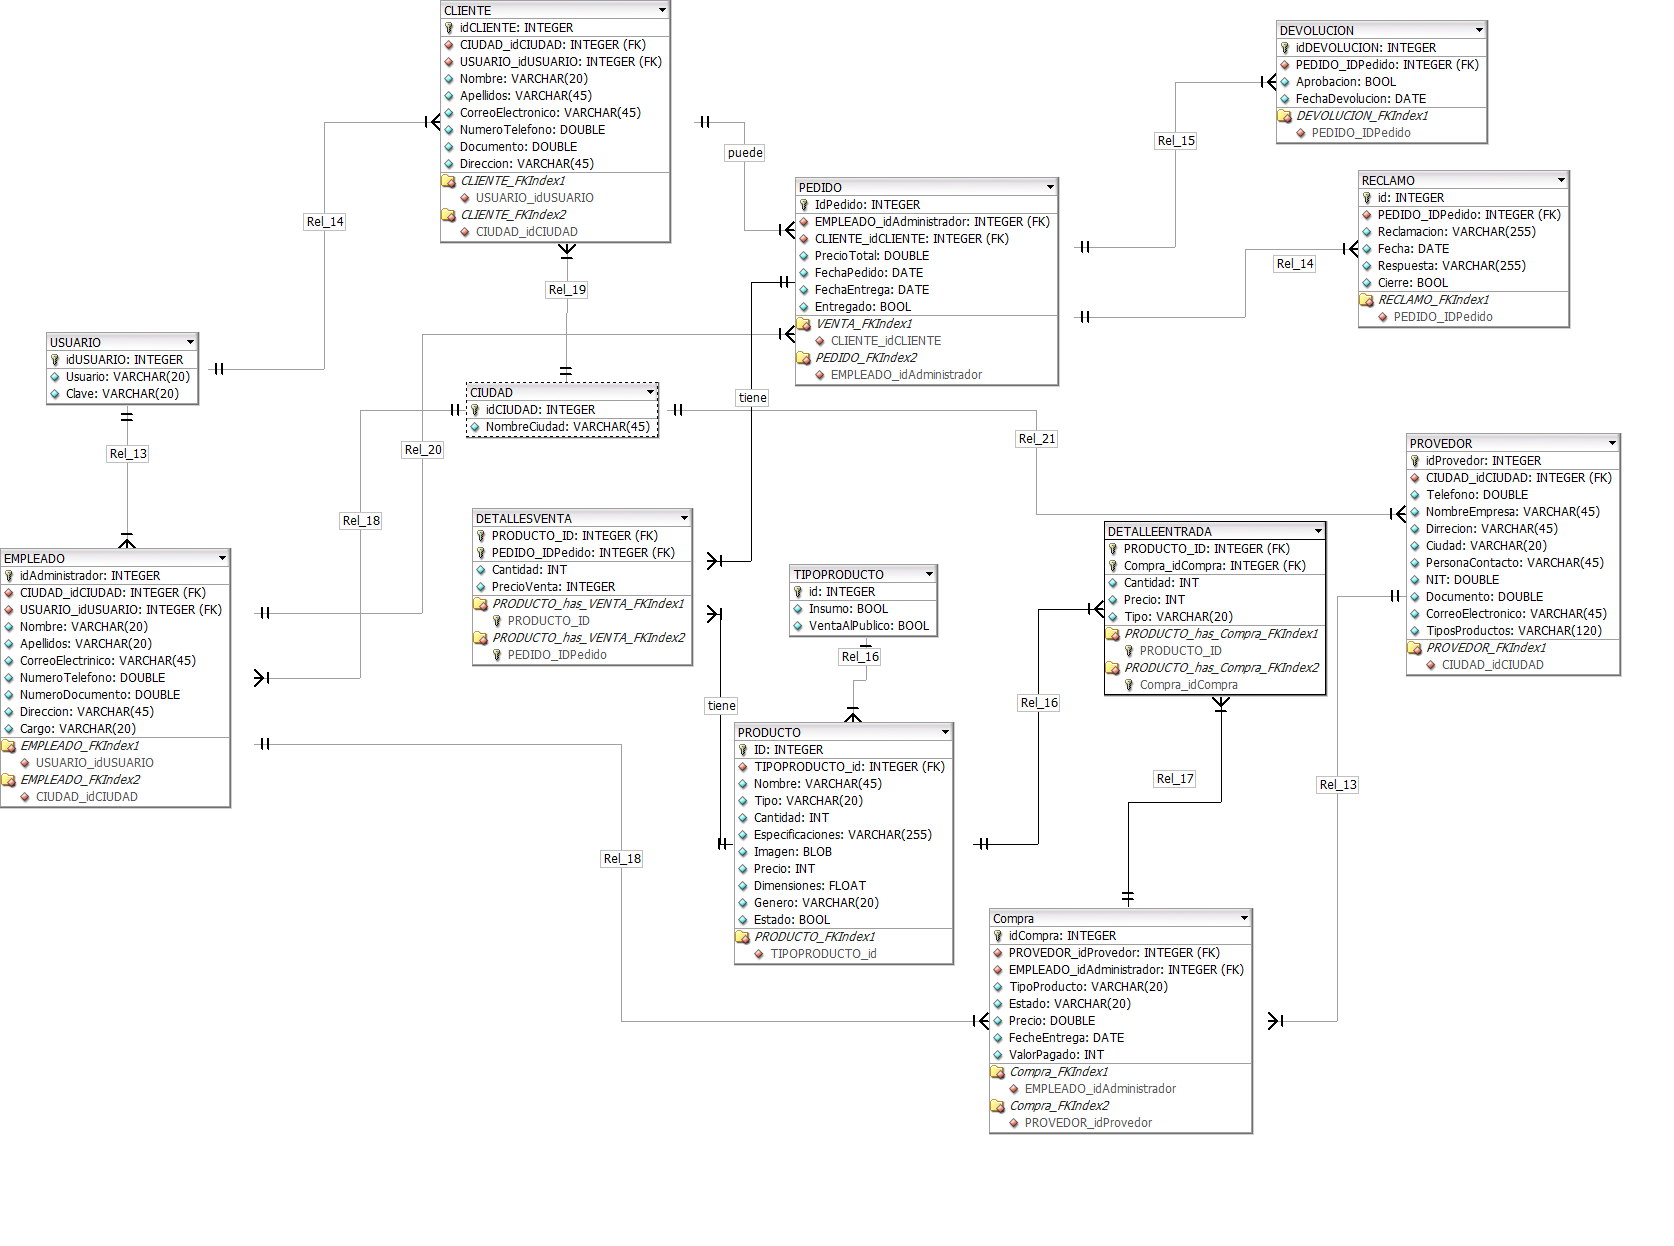 CLIENTE
idCLIENTE: INTEGER
CIUDAD_idCIUDAD: INTEGER (FK)
USUARIO_idUSUARIO: INTEGER (FK)
Nombre: VARCHAR(20)
Apellidos: VARCHAR(45)
CorreoElectronico: VARCHAR(45)
NumeroTelefono: DOUBLE
Documento: DOUBLE
Direccion: VARCHAR(45)
CLIENTE_FKIndex1
USUARIO_idUSUARIO
CLIENTE_FKIndex2
CIUDAD_idCIUDAD
DEVOLUCION
idDEVOLUCION: INTEGER
PEDIDO_IDPedido: INTEGER (FK)
Aprobacion: BOOL
FechaDevolucion: DATE
DEVOLUCION_FKIndex1
PEDIDO_IDPedido
puede
Rel_15
Rel_14
PEDIDO
IdPedido: INTEGER
EMPLEADO_idAdministrador: INTEGER (FK)
CLIENTE_idCLIENTE: INTEGER (FK)
PrecioTotal: DOUBLE
FechaPedido: DATE
FechaEntrega: DATE
Entregado: BOOL
VENTA_FKIndex1
CLIENTE_idCLIENTE
PEDIDO_FKIndex2
EMPLEADO_idAdministrador
RECLAMO
id: INTEGER
PEDIDO_IDPedido: INTEGER (FK)
Reclamacion: VARCHAR(255)
Fecha: DATE
Respuesta: VARCHAR(255)
Cierre: BOOL
RECLAMO_FKIndex1
PEDIDO_IDPedido
Rel_14
Rel_19
USUARIO
idUSUARIO: INTEGER
Usuario: VARCHAR(20)
Clave: VARCHAR(20)
CIUDAD
idCIUDAD: INTEGER
NombreCiudad: VARCHAR(45)
tiene
Rel_13
Rel_20
Rel_21
Rel_18
PROVEDOR
idProvedor: INTEGER
CIUDAD_idCIUDAD: INTEGER (FK)
Telefono: DOUBLE
NombreEmpresa: VARCHAR(45)
Dirrecion: VARCHAR(45)
Ciudad: VARCHAR(20)
PersonaContacto: VARCHAR(45)
NIT: DOUBLE
Documento: DOUBLE
CorreoElectronico: VARCHAR(45)
TiposProductos: VARCHAR(120)
PROVEDOR_FKIndex1
CIUDAD_idCIUDAD
EMPLEADO
idAdministrador: INTEGER
CIUDAD_idCIUDAD: INTEGER (FK)
USUARIO_idUSUARIO: INTEGER (FK)
Nombre: VARCHAR(20)
Apellidos: VARCHAR(20)
CorreoElectrinico: VARCHAR(45)
NumeroTelefono: DOUBLE
NumeroDocumento: DOUBLE
Direccion: VARCHAR(45)
Cargo: VARCHAR(20)
EMPLEADO_FKIndex1
USUARIO_idUSUARIO
EMPLEADO_FKIndex2
CIUDAD_idCIUDAD
DETALLESVENTA
PRODUCTO_ID: INTEGER (FK)
PEDIDO_IDPedido: INTEGER (FK)
Cantidad: INT
PrecioVenta: INTEGER
PRODUCTO_has_VENTA_FKIndex1
PRODUCTO_ID
PRODUCTO_has_VENTA_FKIndex2
PEDIDO_IDPedido
TIPOPRODUCTO
id: INTEGER
Insumo: BOOL
VentaAlPublico: BOOL
DETALLEENTRADA
PRODUCTO_ID: INTEGER (FK)
Compra_idCompra: INTEGER (FK)
Cantidad: INT
Precio: INT
Tipo: VARCHAR(20)
PRODUCTO_has_Compra_FKIndex1
PRODUCTO_ID
PRODUCTO_has_Compra_FKIndex2
Compra_idCompra
Rel_16
tiene
Rel_16
Rel_17
Rel_13
PRODUCTO
ID: INTEGER
TIPOPRODUCTO_id: INTEGER (FK)
Nombre: VARCHAR(45)
Tipo: VARCHAR(20)
Cantidad: INT
Especificaciones: VARCHAR(255)
Imagen: BLOB
Precio: INT
Dimensiones: FLOAT
Genero: VARCHAR(20)
Estado: BOOL
PRODUCTO_FKIndex1
TIPOPRODUCTO_id
Rel_18
Compra
idCompra: INTEGER
PROVEDOR_idProvedor: INTEGER (FK)
EMPLEADO_idAdministrador: INTEGER (FK)
TipoProducto: VARCHAR(20)
Estado: VARCHAR(20)
Precio: DOUBLE
FecheEntrega: DATE
ValorPagado: INT
Compra_FKIndex1
EMPLEADO_idAdministrador
Compra_FKIndex2
PROVEDOR_idProvedor